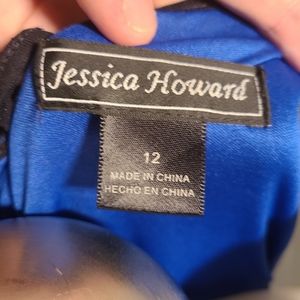 Jessica Howard
12
MADE IN CHINA
HECHO EN CHINA